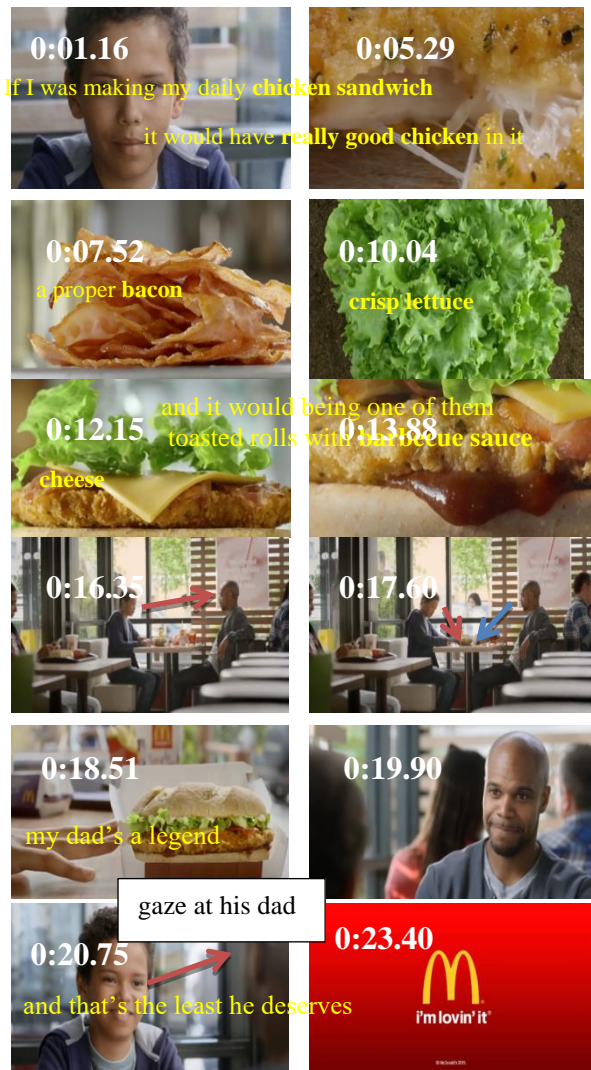 0:01.16
0:05.29
If I was making my daily chicken sandwich
it would have really good chicken in it
0:07.52
0:10.04
a proper bacon
crisp lettuce
and it would being one of them
0:12.15
0:13.88
toasted rolls with barbecue sauce
cheese
0:16.35
0:17.60
0:18.51
0:19.90
my dad's a legend
gaze at his dad
0:20.75
0:23.40
and that's the least he deserves
i'm lovin' it®
© McDonald's 2015